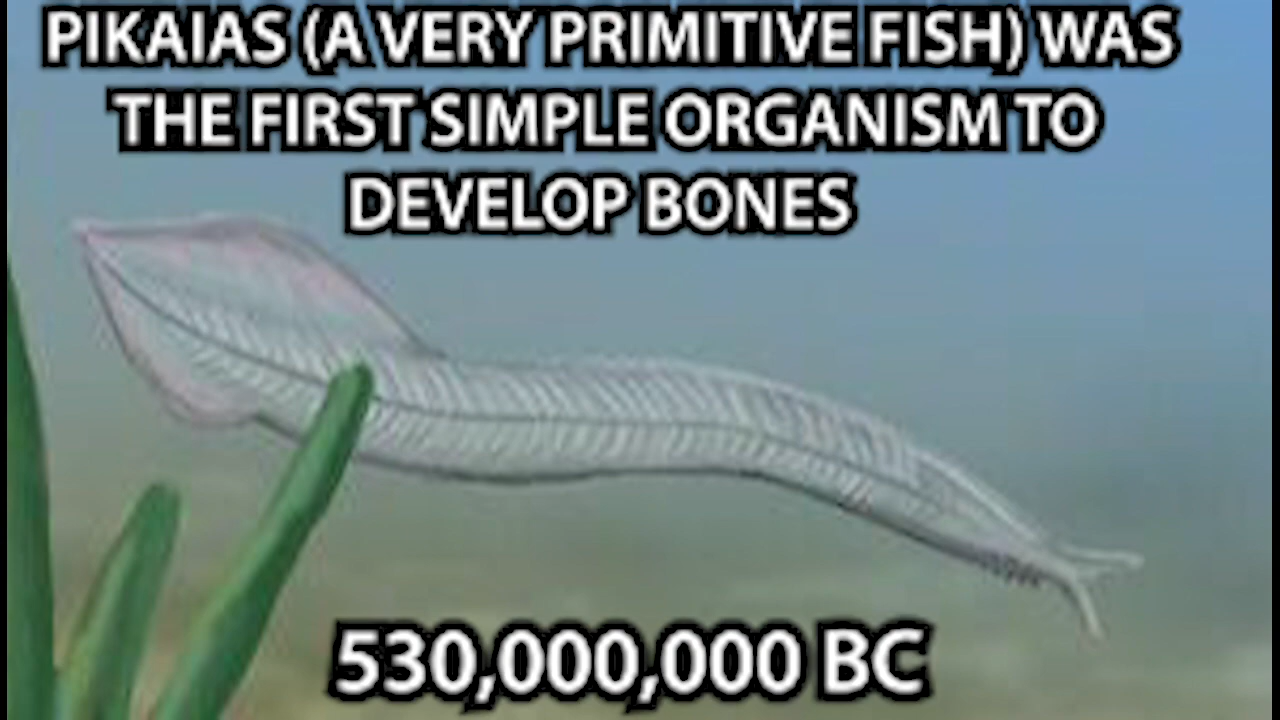 PIKAIAS (A VERY PRIMITIVE FISH) WAS
THE FIRST SIMPLE ORGANISM TO
DEVELOP BONES
530,000,000 BC